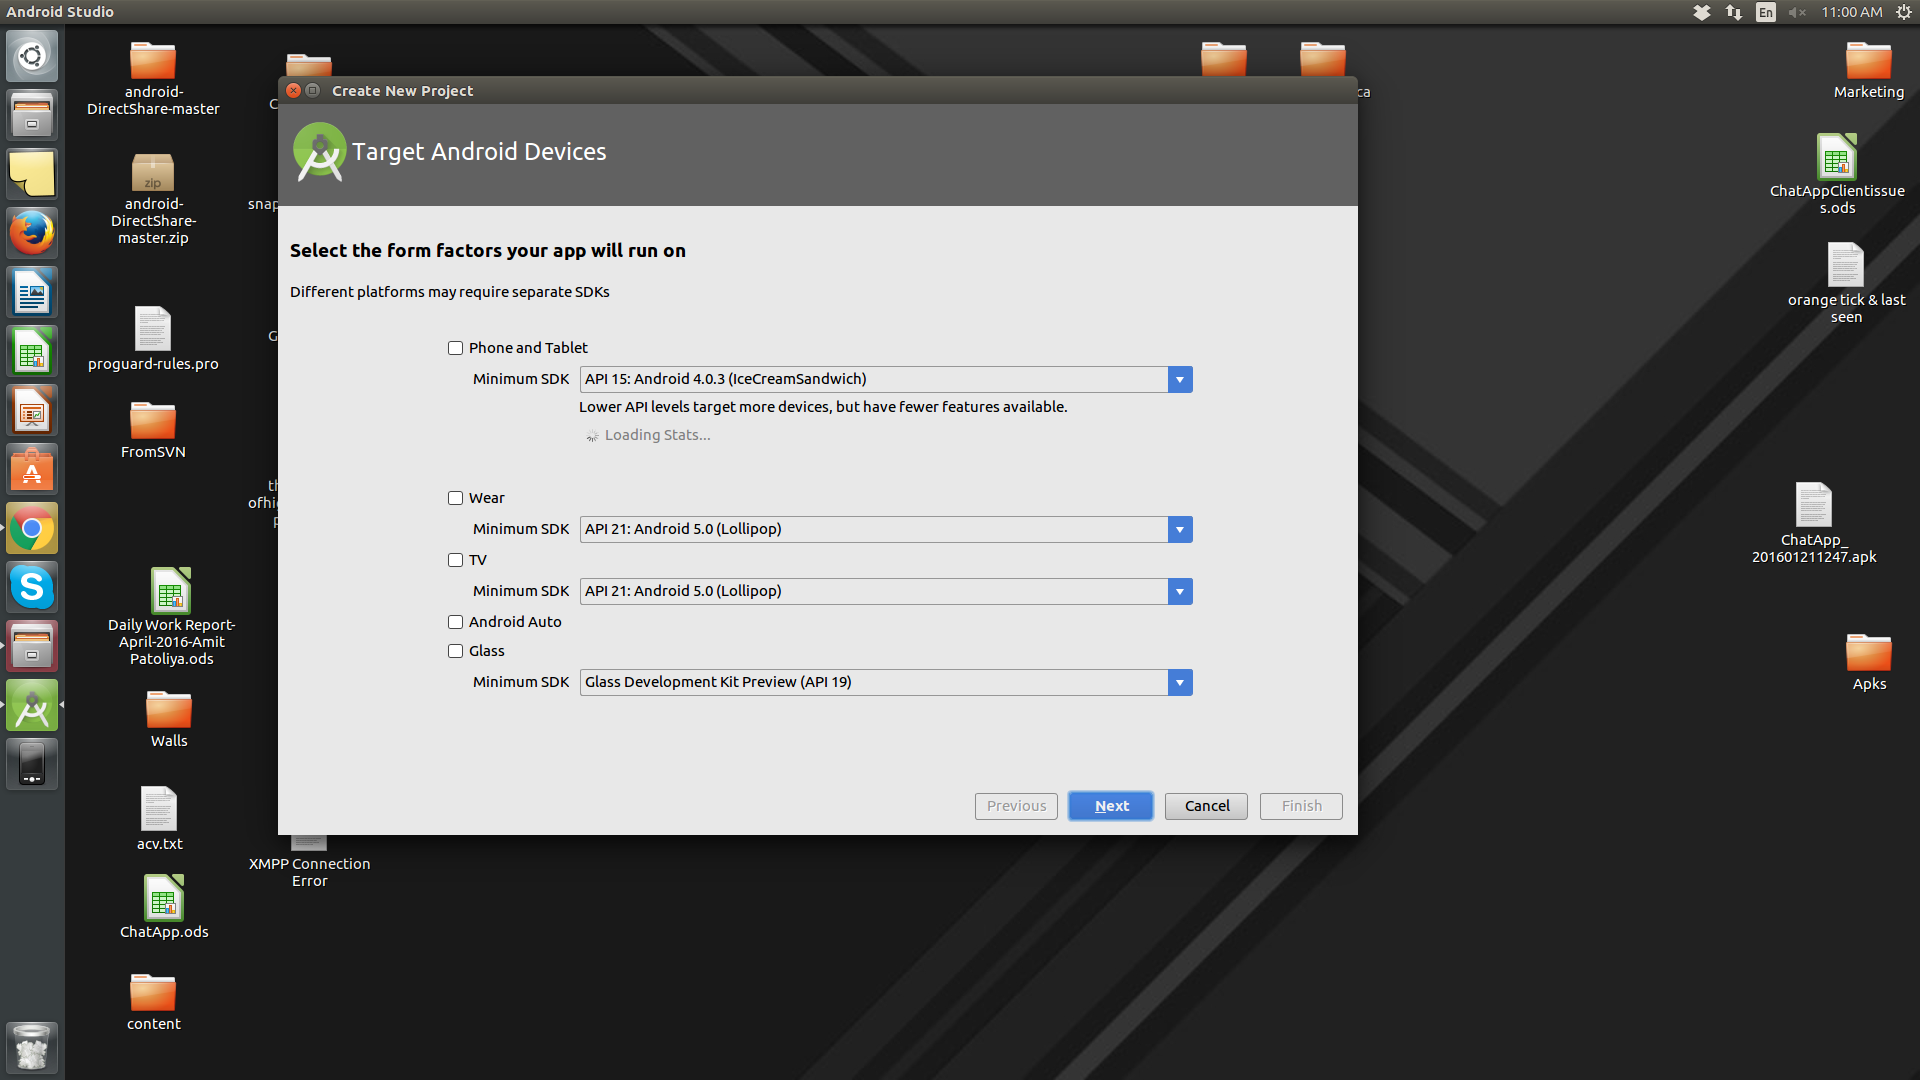 Android Studio
En
11:00 AM
android-
DirectShare-master
zip
android-
DirectShare-
master.zip
proguard-rules.pro
FromSVN
Daily Work Report-
April-2016-Amit
Patoliya.ods
Walls
acv.txt
ChatApp.ods
content
snap
XMPP Connection
Error
Create New Project
Target Android Devices
Select the form factors your app will run on
Different platforms may require separate SDKs
Phone and Tablet
Minimum SDK API 15: Android 4.0.3 (IceCreamSandwich)
Lower API levels target more devices, but have fewer features available.
Loading Stats...
Wear
Minimum SDK API 21: Android 5.0 (Lollipop)
TV
Minimum SDK API 21: Android 5.0 (Lollipop)
Android Auto
Glass
Minimum SDK Glass Development Kit Preview (API 19)
Previous Next Cancel Finish
ca
Marketing
ChatAppClientissue
s.ods
orange tick & last
seen
ChatApp_
201601211247.apk
Apks